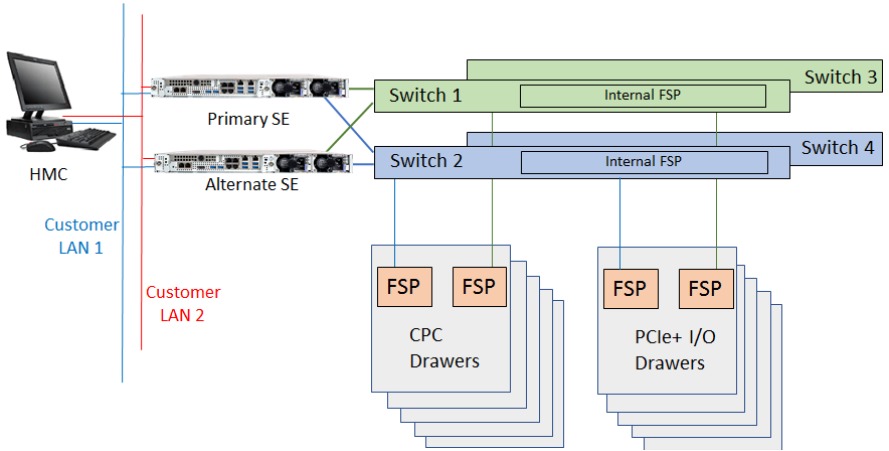 Switch 3
Switch 1
Internal FSP
Primary SE
Switch 4
Switch 2
Internal FSP
HMC
Alternate SE
Customer
LAN 1
Customer
LAN 2
FSP
FSP
FSP
FSP
CPC
Drawers
PCIe+ I/O
Drawers